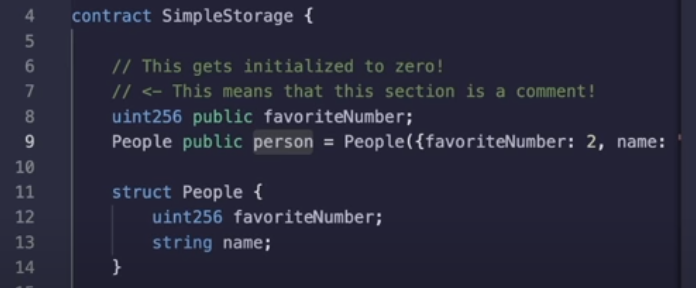 4 contract SimpleStorage {
5
6 // This gets initialized to zero!
7 // <- This means that this section is a comment!
8 uint256 public favoriteNumber;
9 People public person = People({favoriteNumber: 2, name:
10
11 struct People {
12 uint256 favoriteNumber;
13 string name;
14 }